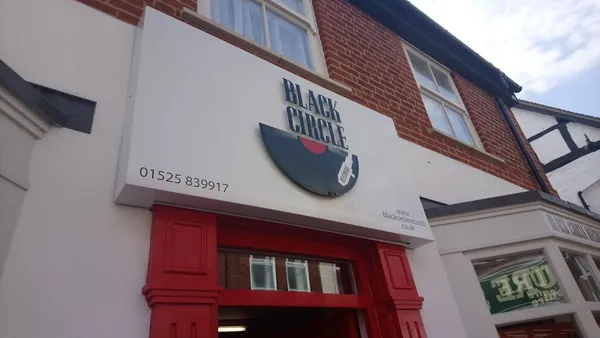 BLACK
CIRCLE
01525 839917
www.
blackcirclerecords.
co.uk